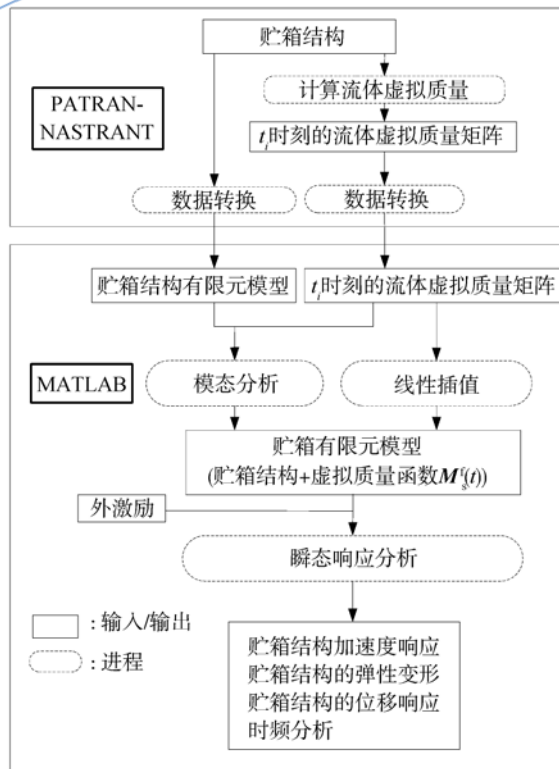 贮箱结构
计算流体虚拟质量
PATRAN-
NASTRANT
t_i时刻的流体虚拟质量矩阵
数据转换
数据转换
贮箱结构有限元模型
t_i时刻的流体虚拟质量矩阵
MATLAB
模态分析
线性插值
贮箱有限元模型
(贮箱结构+虚拟质量函数M_s^f(t))
外激励
瞬态响应分析
: 输入/输出
: 进程
贮箱结构加速度响应
贮箱结构的弹性变形
贮箱结构的位移响应
时频分析